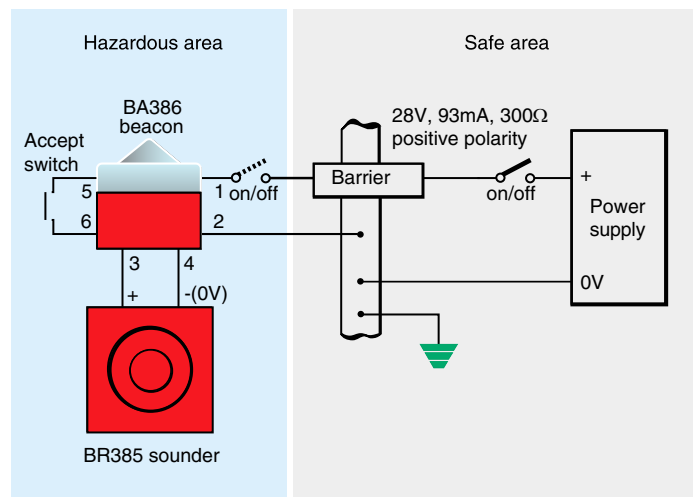 Hazardous area
Safe area
BA386
beacon
28V, 93mA, 300Ω
positive polarity
Accept
switch
5
1
on/off
Barrier
on/off
+
Power
supply
6
2
0V
3
4
+
-(0V)
BR385 sounder